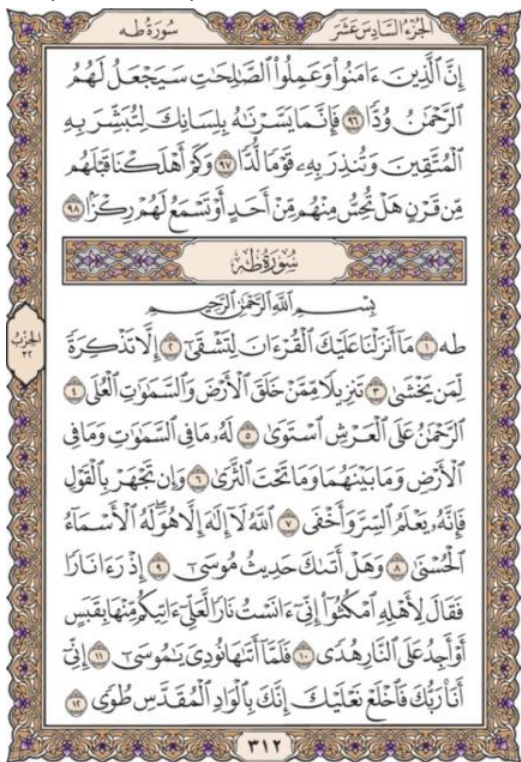 الجزء السادس عشر
سورة طه
إِنَّ ٱلَّذِينَ ءَامَنُواْ وَعَمِلُواْ ٱلصَّٰلِحَٰتِ سَيَجْعَلُ لَهُمُ
ٱلرَّحْمَٰنُ وُدًّا ٩٦ فَإِنَّمَا يَسَّرْنَٰهُ بِلِسَانِكَ لِتُبَشِّرَ بِهِ
ٱلْمُتَّقِينَ وَتُنذِرَ بِهِۦ قَوْمًا لُّدًّا ٩٧ وَكَمْ أَهْلَكْنَا قَبْلَهُم
مِّن قَرْنٍ هَلْ تُحِسُّ مِنْهُم مِّنْ أَحَدٍ أَوْ تَسْمَعُ لَهُمْ رِكْزًۢا ٩٨
سُورَةُ طه
بِسْمِ ٱللَّهِ ٱلرَّحْمَٰنِ ٱلرَّحِيمِ
طه ١ مَآ أَنزَلْنَا عَلَيْكَ ٱلْقُرْءَانَ لِتَشْقَىٰٓ ٢ إِلَّا تَذْكِرَةً
لِّمَن يَخْشَىٰ ٣ تَنزِيلًا مِّمَّنْ خَلَقَ ٱلْأَرْضَ وَٱلسَّمَٰوَٰتِ ٱلْعُلَى ٤
ٱلرَّحْمَٰنُ عَلَى ٱلْعَرْشِ ٱسْتَوَىٰ ٥ لَهُۥ مَا فِي ٱلسَّمَٰوَٰتِ وَمَا فِي
ٱلْأَرْضِ وَمَا بَيْنَهُمَا وَمَا تَحْتَ ٱلثَّرَىٰ ٦ وَإِن تَجْهَرْ بِٱلْقَوْلِ
فَإِنَّهُۥ يَعْلَمُ ٱلسِّرَّ وَأَخْفَى ٧ ٱللَّهُ لَآ إِلَٰهَ إِلَّا هُوَۖ لَهُ ٱلْأَسْمَآءُ
ٱلْحُسْنَىٰ ٨ وَهَلْ أَتَىٰكَ حَدِيثُ مُوسَىٰٓ ٩ إِذْ رَءَا نَارًا
فَقَالَ لِأَهْلِهِ ٱمْكُثُوٓاْ إِنِّيٓ ءَانَسْتُ نَارًا لَّعَلِّيٓ ءَاتِيكُم مِّنْهَا بِقَبَسٍ
أَوْ أَجِدُ عَلَى ٱلنَّارِ هُدًى ١٠ فَلَمَّآ أَتَىٰهَا نُودِيَ يَٰمُوسَىٰٓ ١١ إِنِّيٓ
أَنَا۠ رَبُّكَ فَٱخْلَعْ نَعْلَيْكَ إِنَّكَ بِٱلْوَادِ ٱلْمُقَدَّسِ طُوًى ١٢
الحزب
٣٢
٣١٢